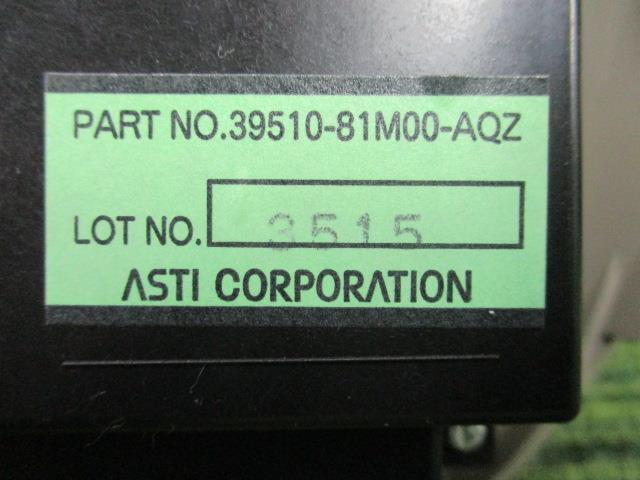 PART NO.39510-81M00-AQZ
LOT NO. 3515
ASTI CORPORATION